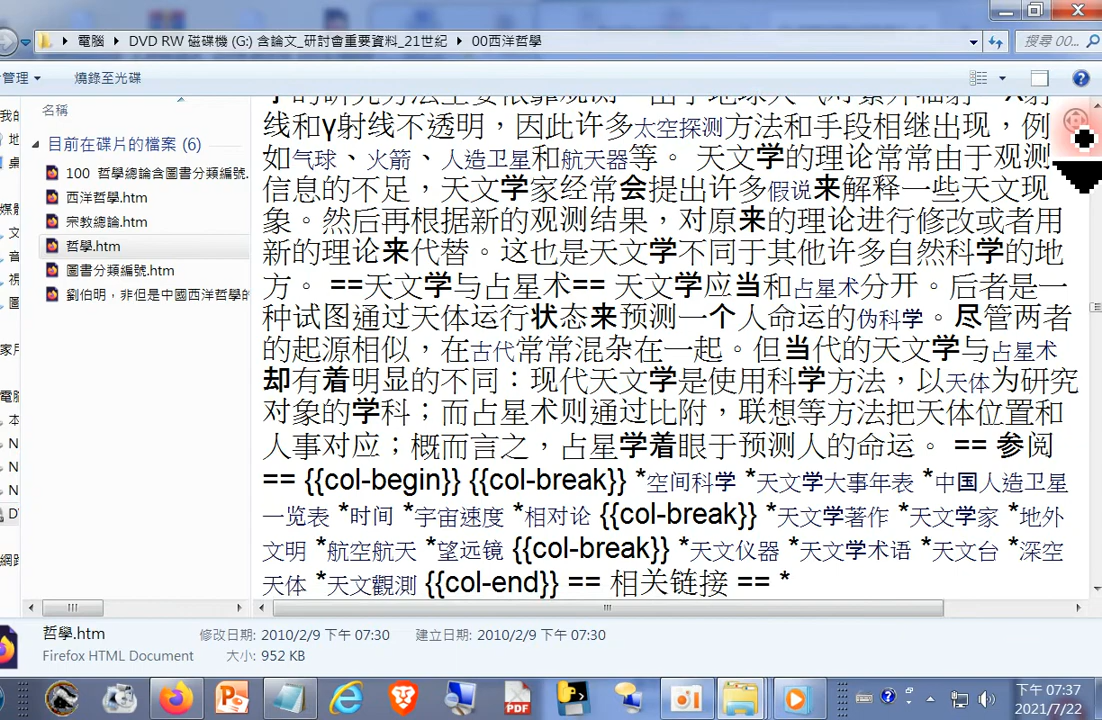 電腦 DVD RW 磁碟機 (G:) 含論文_研討會重要資料_21世紀 00西洋哲學
搜尋 00...
管理 燒錄至光碟
名稱
目前在碟片的檔案 (6)
100 哲學總論含圖書分類編號.
西洋哲學.htm
宗教總論.htm
哲學.htm
圖書分類編號.htm
劉伯明，非但是中國西洋哲學的
线和γ射线不透明，因此许多太空探测方法和手段相继出现，例
如气球、火箭、人造卫星和航天器等。 天文学的理论常常由于观测
信息的不足，天文学家经常会提出许多假说来解释一些天文现
象。然后再根据新的观测结果，对原来的理论进行修改或者用
新的理论来代替。这也是天文学不同于其他许多自然科学的地
方。 ==天文学与占星术== 天文学应当和占星术分开。后者是一
种试图通过天体运行状态来预测一个人命运的伪科学。尽管两者
的起源相似，在古代常常混杂在一起。但当代的天文学与占星术
却有着明显的不同：现代天文学是使用科学方法，以天体为研究
对象的学科；而占星术则通过比附，联想等方法把天体位置和
人事对应；概而言之，占星学着眼于预测人的命运。 == 参阅
== {{col-begin}} {{col-break}} *空间科学 *天文学大事年表 *中国人造卫星
一览表 *时间 *宇宙速度 *相对论 {{col-break}} *天文学著作 *天文学家 *地外
文明 *航空航天 *望远镜 {{col-break}} *天文仪器 *天文学术语 *天文台 *深空
天体 *天文觀測 {{col-end}} == 相关链接 == *
哲學.htm 修改日期: 2010/2/9 下午 07:30 建立日期: 2010/2/9 下午 07:30
Firefox HTML Document 大小: 952 KB
PDF
下午 07:37
2021/7/22